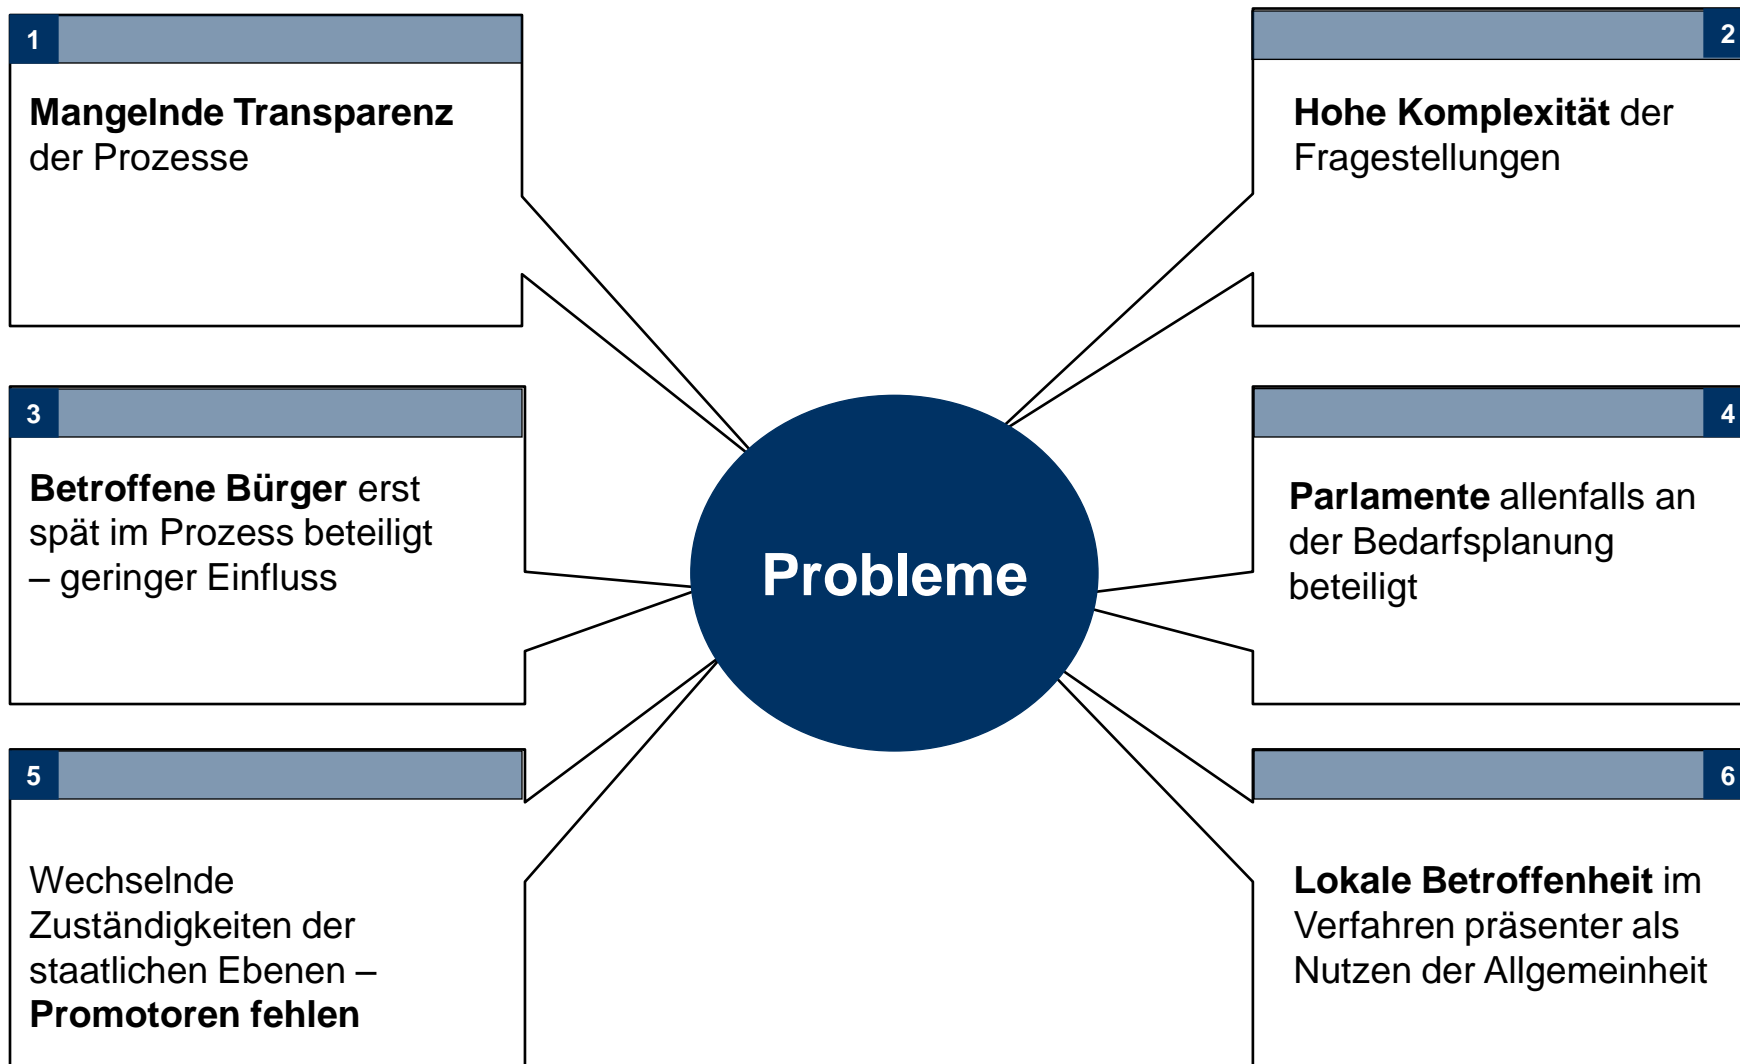 1
Mangelnde Transparenz
der Prozesse
2
Hohe Komplexität der
Fragestellungen
3
Betroffene Bürger erst
spät im Prozess beteiligt
– geringer Einfluss
Probleme
4
Parlamente allenfalls an
der Bedarfsplanung
beteiligt
5
Wechselnde
Zuständigkeiten der
staatlichen Ebenen –
Promotoren fehlen
6
Lokale Betroffenheit im
Verfahren präsenter als
Nutzen der Allgemeinheit